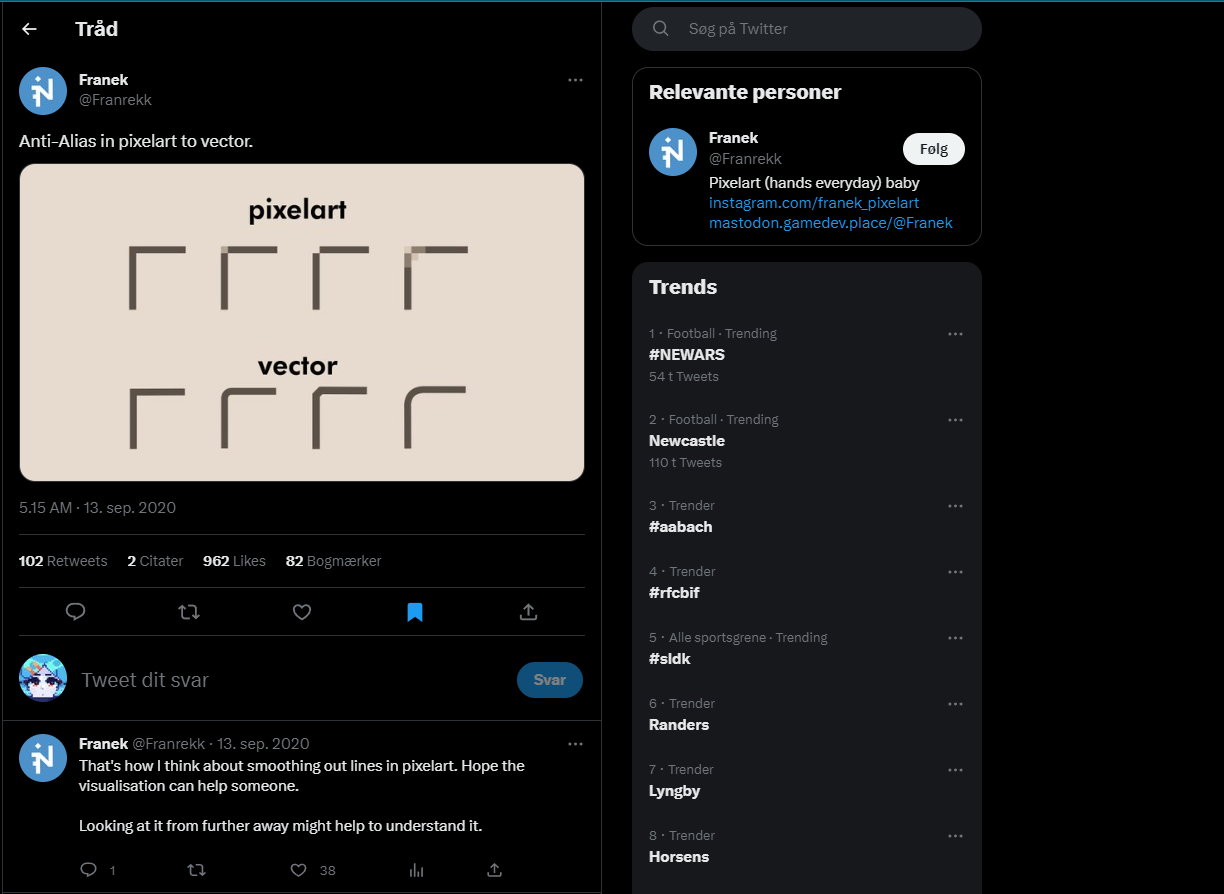 Tråd
Franek
@Franrekk
Anti-Alias in pixelart to vector.
pixelart
vector
5.15 AM · 13. sep. 2020
102 Retweets 2 Citater 962 Likes 82 Bogmærker
Tweet dit svar
Svar
Franek @Franrekk · 13. sep. 2020
That's how I think about smoothing out lines in pixelart. Hope the
visualisation can help someone.
Looking at it from further away might help to understand it.
1 38
Søg på Twitter
Relevante personer
Franek
@Franrekk
Følg
Pixelart (hands everyday) baby
instagram.com/franek_pixelart
mastodon.gamedev.place/@Franek
Trends
1 · Football · Trending
#NEWARS
54 t Tweets
2 · Football · Trending
Newcastle
110 t Tweets
3 · Trender
#aabach
4 · Trender
#rfcbif
5 · Alle sportsgrene · Trending
#sldk
6 · Trender
Randers
7 · Trender
Lyngby
8 · Trender
Horsens